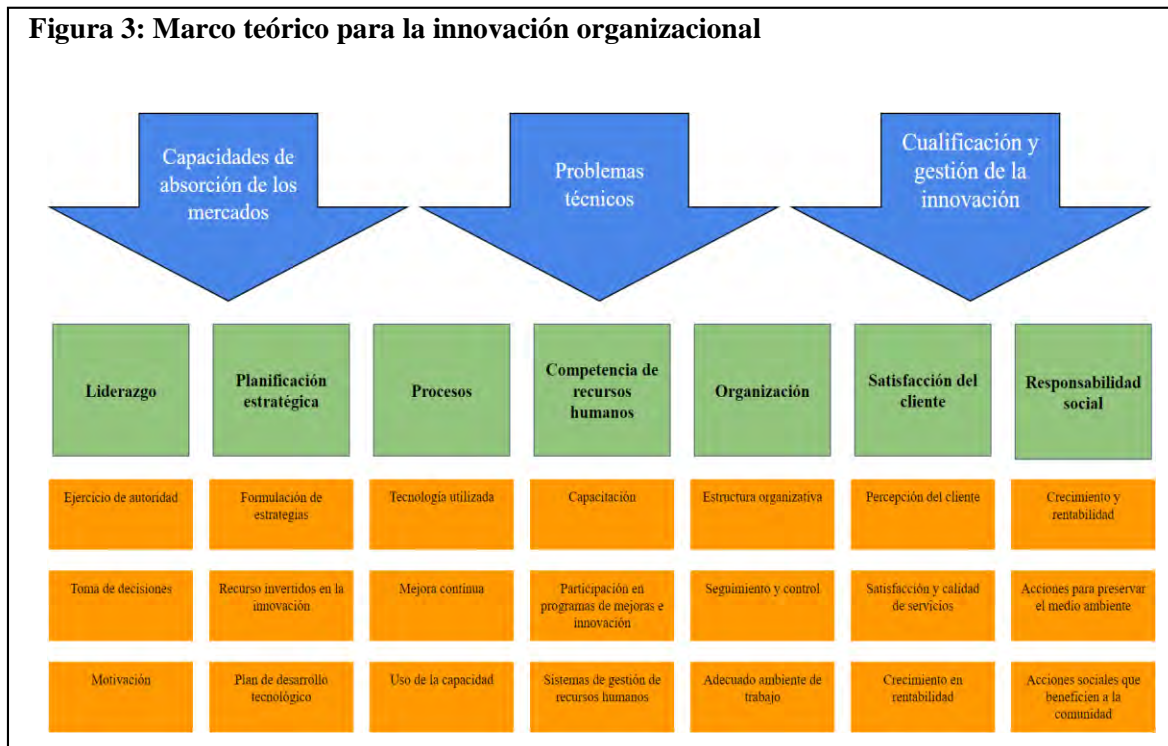 Figura 3: Marco teórico para la innovación organizacional
Capacidades de
absorción de los
mercados
Problemas
técnicos
Cualificación y
gestión de la
innovación
Liderazgo
Planificación
estratégica
Procesos
Competencia de
recursos
humanos
Organización
Satisfacción del
cliente
Responsabilidad
social
Ejercicio de autoridad
Formulación de
estrategias
Tecnología utilizada
Capacitación
Estructura organizativa
Percepción del cliente
Crecimiento y
rentabilidad
Toma de decisiones
Recurso invertidos en la
innovación
Mejora continua
Participación en
programas de mejoras e
innovación
Seguimiento y control
Satisfacción y calidad
de servicios
Acciones para preservar
el medio ambiente
Motivación
Plan de desarrollo
tecnológico
Uso de la capacidad
Sistemas de gestión de
recursos humanos
Adecuado ambiente de
trabajo
Crecimiento en
rentabilidad
Acciones sociales que
beneficien a la
comunidad